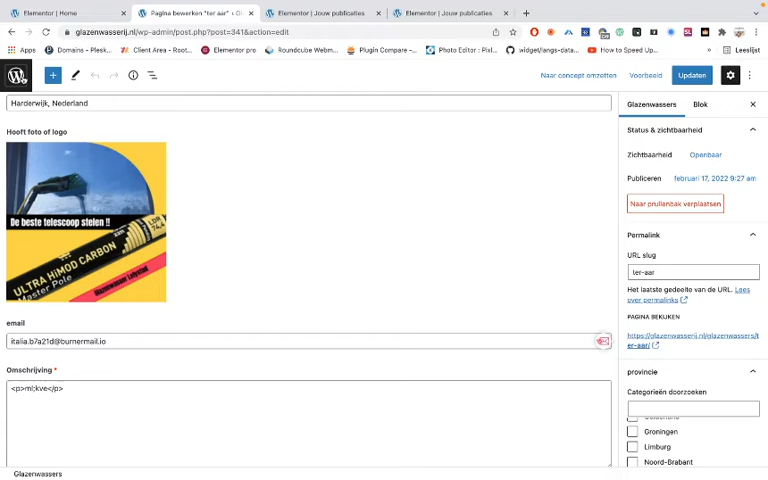 Elementor | Home
Pagina bewerken "ter aar" ‹ Gl
Elementor | Jouw publicaties
Elementor | Jouw publicaties
glazenwasserij.nl/wp-admin/post.php?post=341&action=edit
Apps
Domains - Plesk...
Client Area - Root...
Elementor pro
Roundcube Webm...
Plugin Compare -...
Photo Editor : Pixl...
widget/langs-data...
How to Speed Up...
»
Leeslijst
Naar concept omzetten
Voorbeeld
Updaten
Harderwijk, Nederland
Hooft foto of logo
De beste telescoop stelen !!
ULTRA HiMOD CARBON
Master Pole
Glazenwasser Lelystad
email
italia.b7a21d@burnermail.io
Omschrijving *
<p>ml;kve</p>
Glazenwassers
Glazenwassers
Blok
Status & zichtbaarheid
Zichtbaarheid
Openbaar
Publiceren
februari 17, 2022 9:27 am
Naar prullenbak verplaatsen
Permalink
URL slug
ter-aar
Het laatste gedeelte van de URL. Lees
over permalinks
PAGINA BEKIJKEN
https://glazenwasserij.nl/glazenwassers/t
er-aar/
provincie
Categorieën doorzoeken
Groningen
Limburg
Noord-Brabant